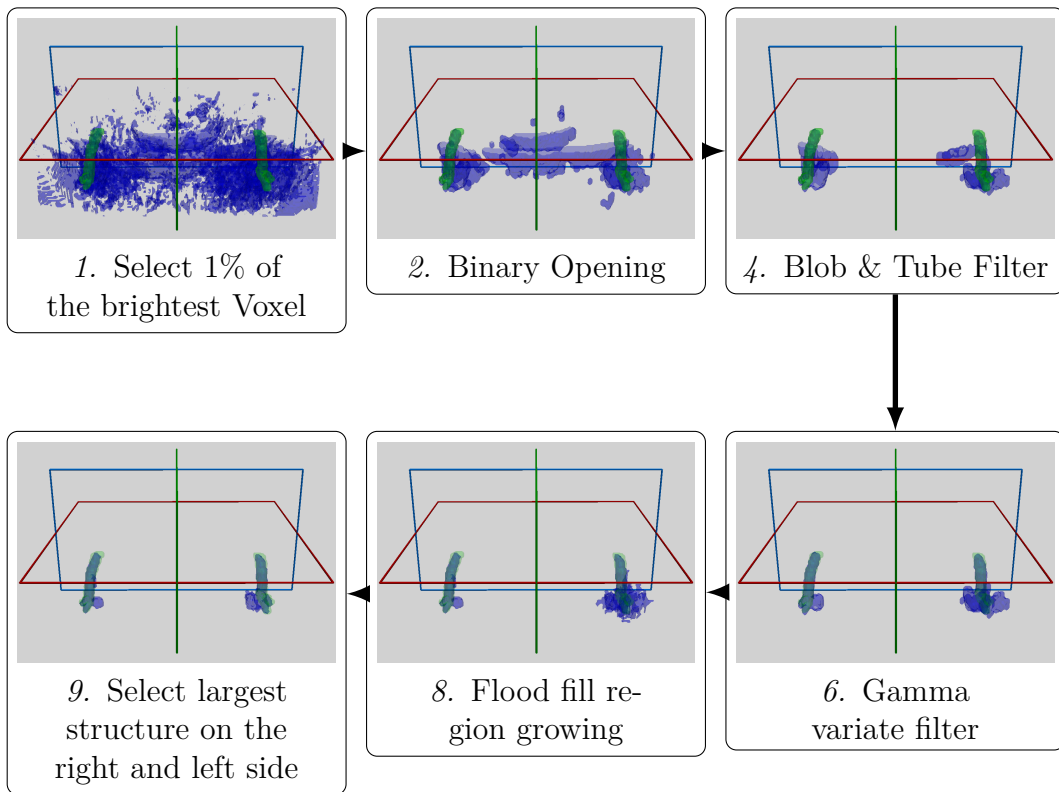 1. Select 1% of
the brightest Voxel
2. Binary Opening
4. Blob & Tube Filter
9. Select largest
structure on the
right and left side
8. Flood fill re-
gion growing
6. Gamma
variate filter